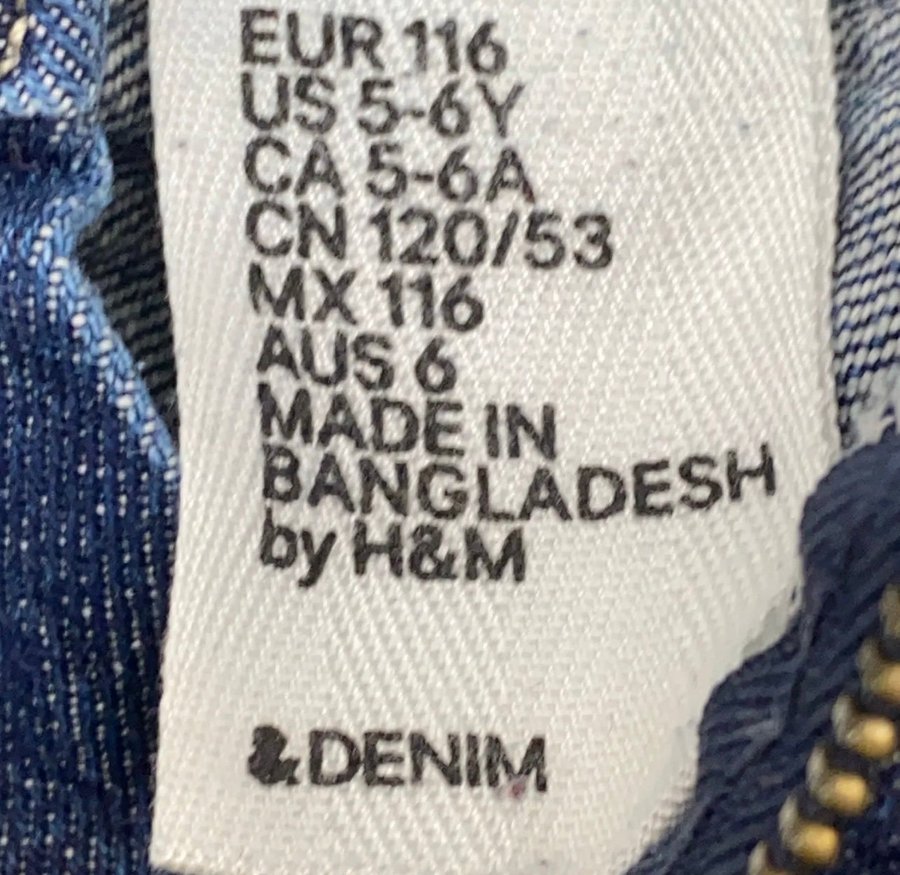 EUR 116
US 5-6Y
CA 5-6A
CN 120/53
MX 116
AUS 6
MADE IN
BANGLADESH
by H&M
&DENIM